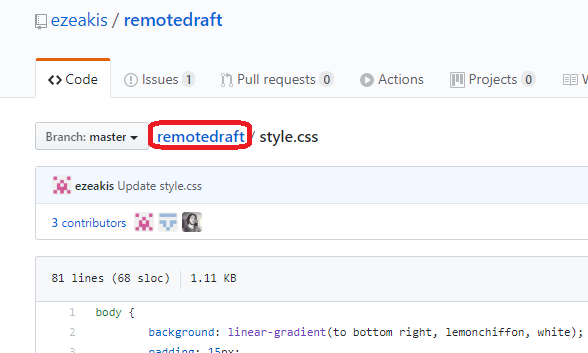 ezeakis / remotedraft
Code Issues 1 Pull requests 0 Actions Projects 0
Branch: master remotedraft / style.css
ezeakis Update style.css
3 contributors
81 lines (68 sloc) 1.11 KB
1 body {
2 background: linear-gradient(to bottom right, lemonchiffon, white);
3 padding: 15px;